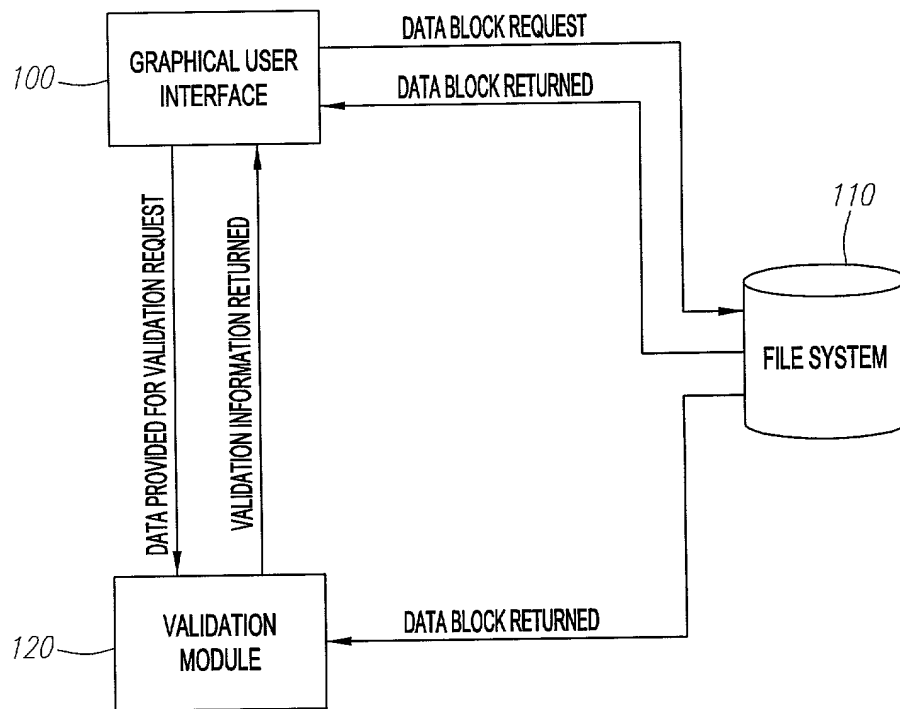 DATA BLOCK REQUEST
100
GRAPHICAL USER
INTERFACE
DATA BLOCK RETURNED
110
DATA PROVIDED FOR VALIDATION REQUEST
VALIDATION INFORMATION RETURNED
FILE SYSTEM
120
VALIDATION
MODULE
DATA BLOCK RETURNED